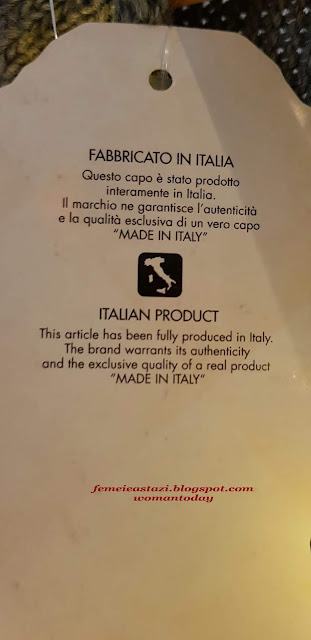 FABBRICATO IN ITALIA
Questo capo è stato prodotto
interamente in Italia.
Il marchio ne garantisce l'autenticità
e la qualità esclusiva di un vero capo
"MADE IN ITALY"
ITALIAN PRODUCT
This article has been fully produced in Italy.
The brand warrants its authenticity
and the exclusive quality of a real product
"MADE IN ITALY"
femeieastazi.blogspot.com
womantoday